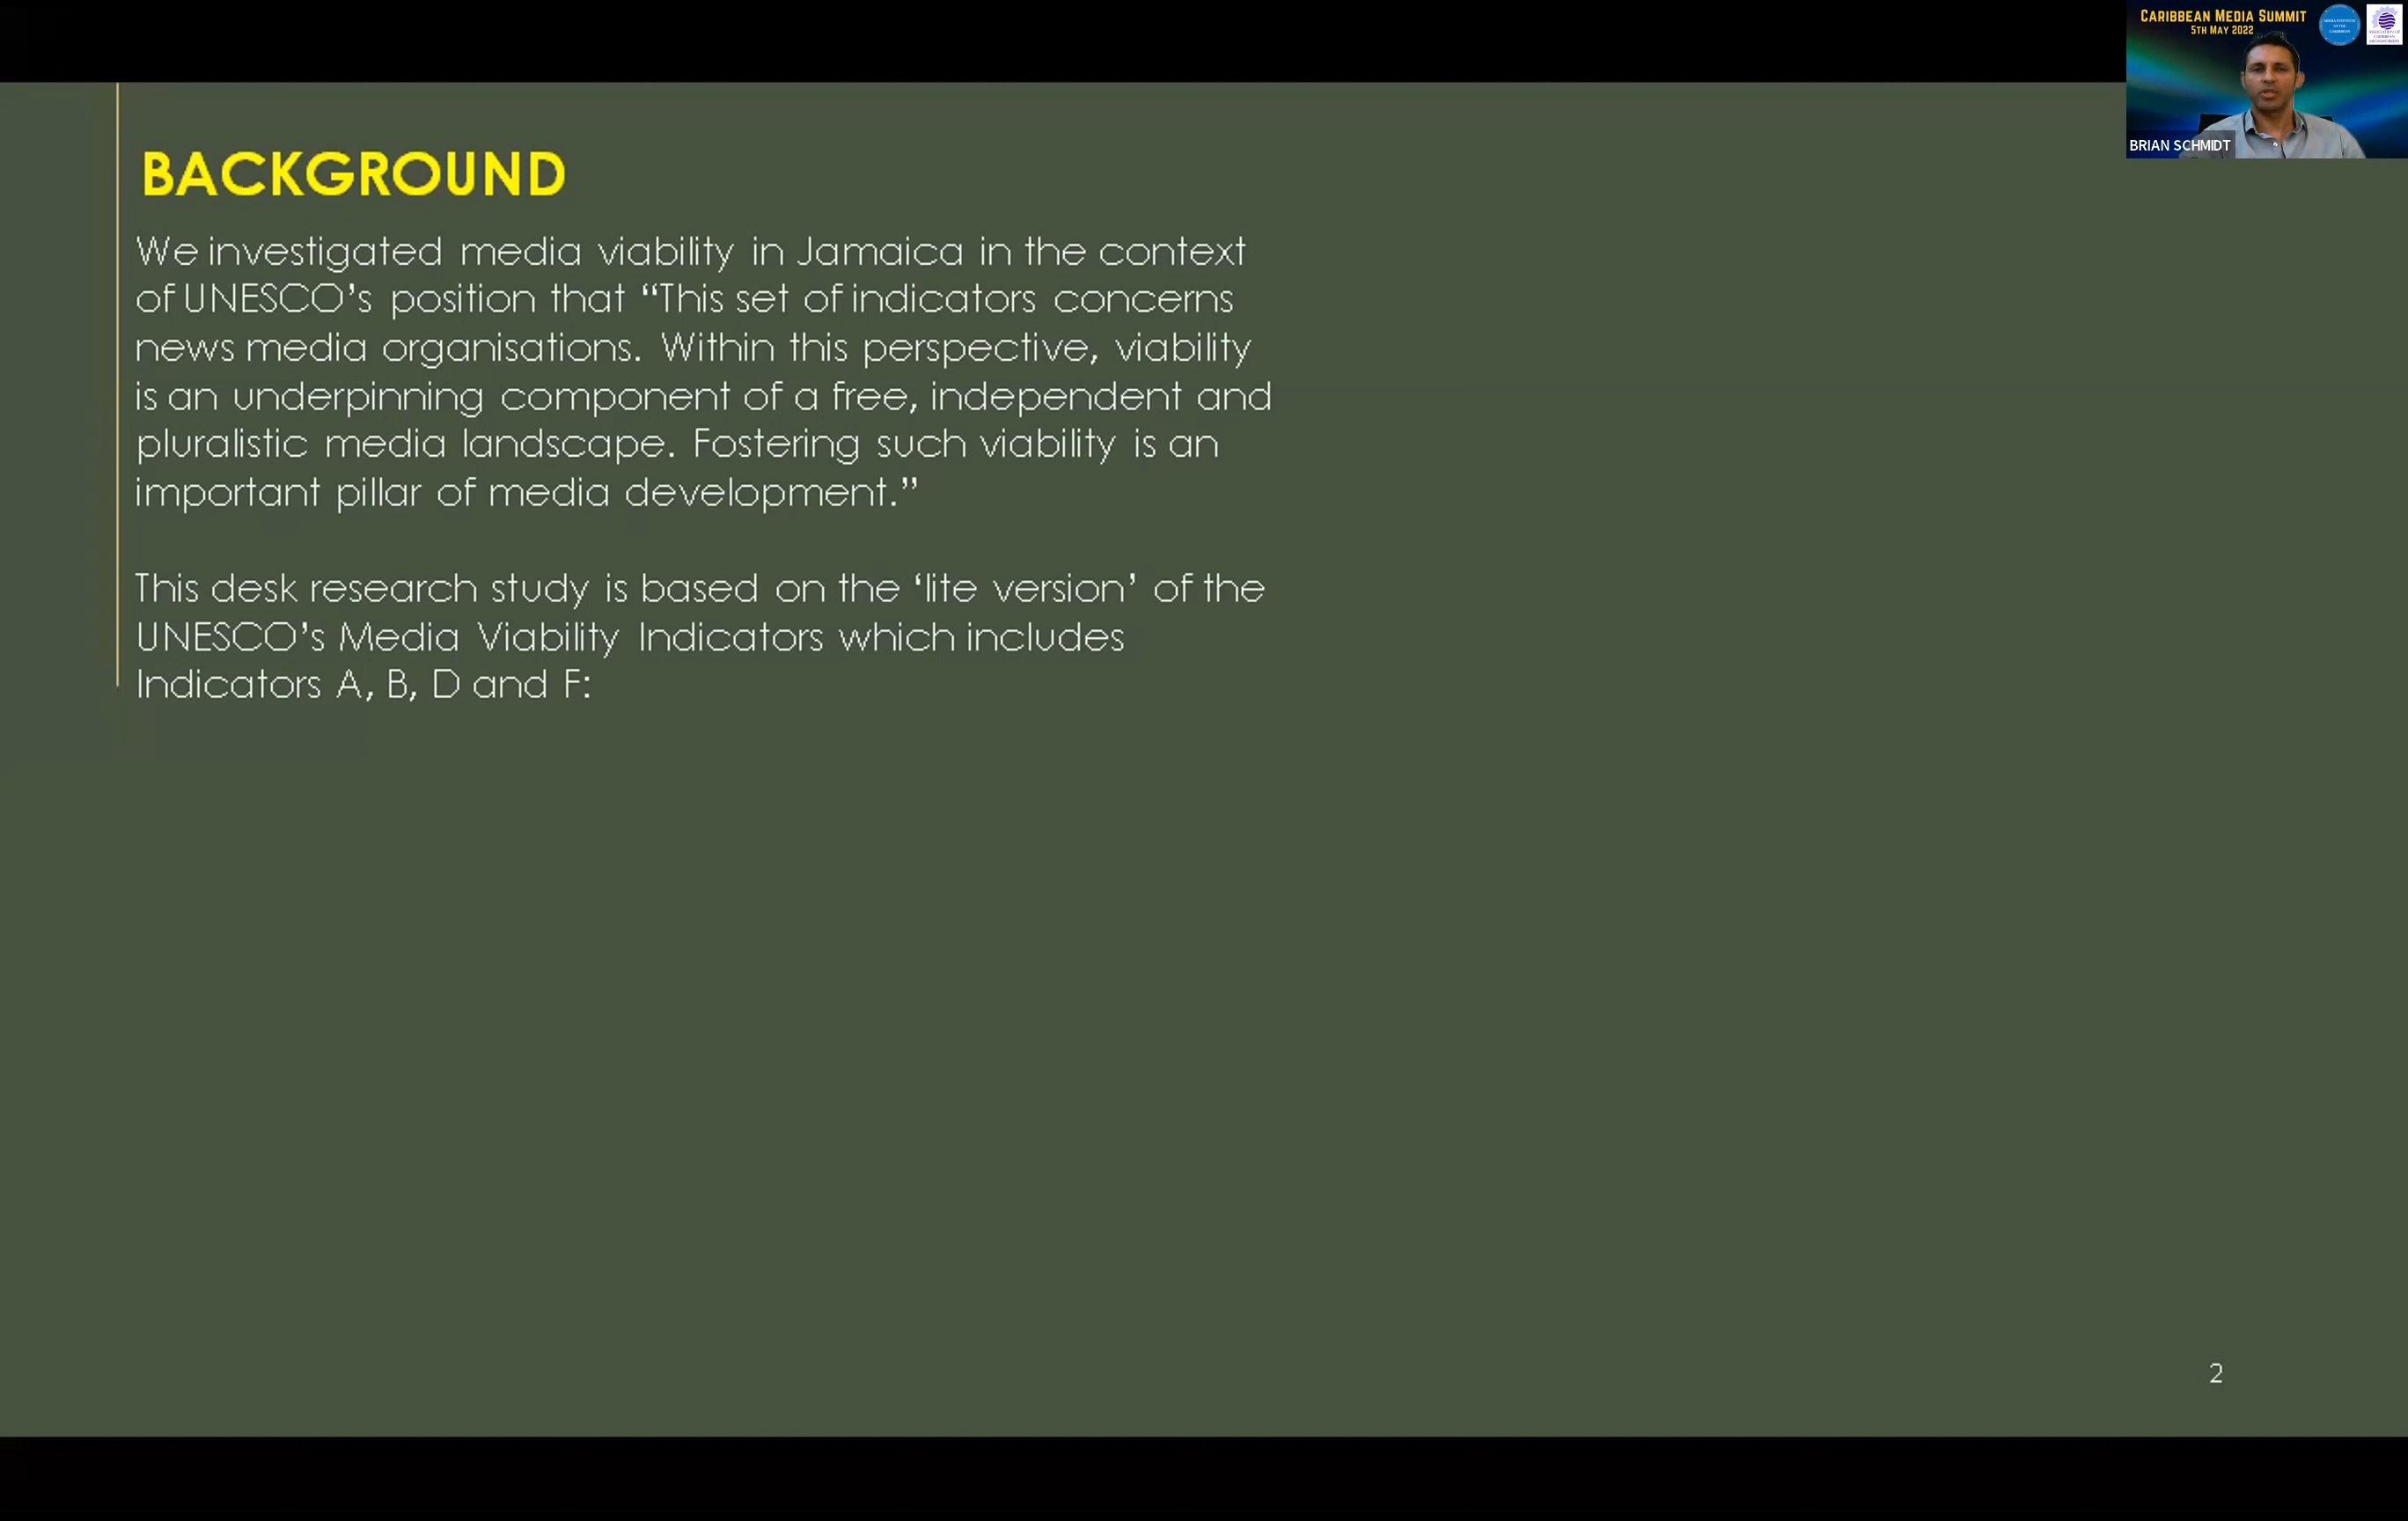 CARIBBEAN MEDIA SUMMIT
5TH MAY 2022
BRIAN SCHMIDT
BACKGROUND
We investigated media viability in Jamaica in the context
of UNESCO’s position that “This set of indicators concerns
news media organisations. Within this perspective, viability
is an underpinning component of a free, independent and
pluralistic media landscape. Fostering such viability is an
important pillar of media development.”
This desk research study is based on the ‘lite version’ of the
UNESCO’s Media Viability Indicators which includes
Indicators A, B, D and F:
2